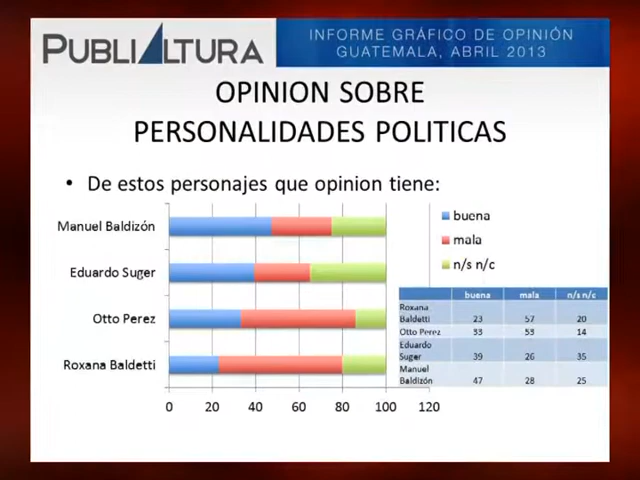 PUBLIALTURA
INFORME GRÁFICO DE OPINIÓN
GUATEMALA, ABRIL 2013
OPINION SOBRE
PERSONALIDADES POLITICAS
• De estos personajes que opinion tiene:
Manuel Baldizón
Eduardo Suger
Otto Perez
Roxana Baldetti
0 20 40 60 80 100 120
buena
mala
n/s n/c
buena mala n/s n/c
Roxana
Baldetti 23 57 20
Otto Perez 33 53 14
Eduardo
Suger 39 26 35
Manuel
Baldizón 47 28 25